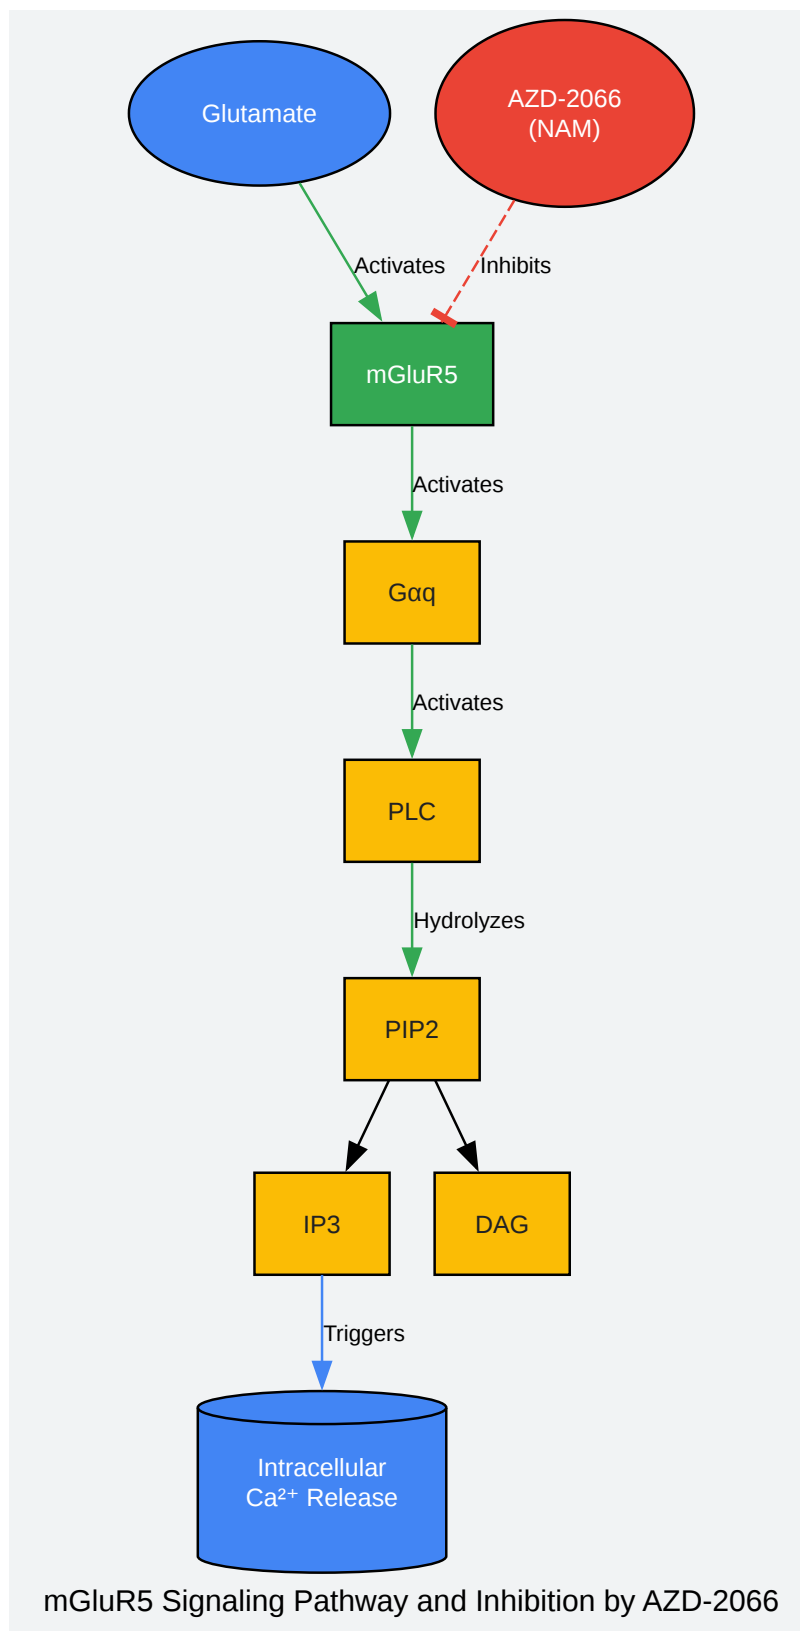 Glutamate
AZD-2066
(NAM)
Activates
Inhibits
mGluR5
Activates
Gαq
Activates
PLC
Hydrolyzes
PIP2
IP3
DAG
Triggers
Intracellular
Ca²⁺ Release
mGluR5 Signaling Pathway and Inhibition by AZD-2066